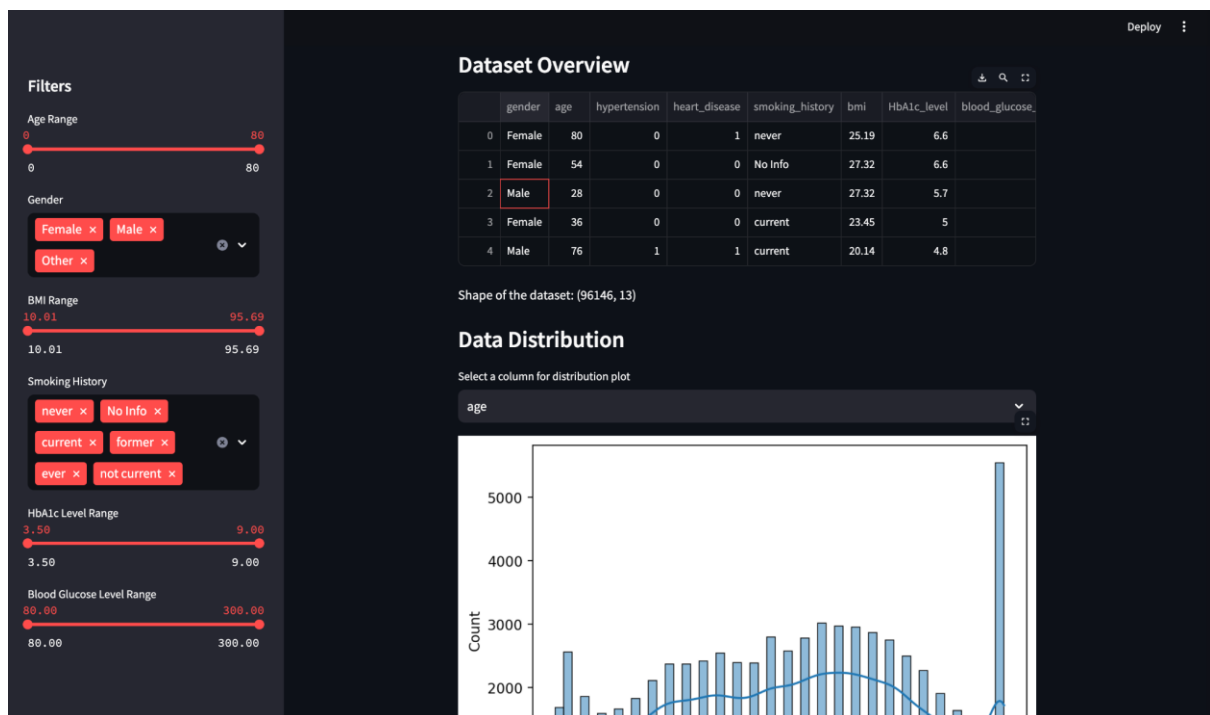 Deploy
Filters
Age Range
0 80
0 80
Gender
Female × Male ×
Other ×
BMI Range
10.01 95.69
10.01 95.69
Smoking History
never × No Info ×
current × former ×
ever × not current ×
HbA1c Level Range
3.50 9.00
3.50 9.00
Blood Glucose Level Range
80.00 300.00
80.00 300.00
Dataset Overview
gender age hypertension heart_disease smoking_history bmi HbA1c_level blood_glucose_
0 Female 80 0 1 never 25.19 6.6
1 Female 54 0 0 No Info 27.32 6.6
2 Male 28 0 0 never 27.32 5.7
3 Female 36 0 0 current 23.45 5
4 Male 76 1 1 current 20.14 4.8
Shape of the dataset: (96146, 13)
Data Distribution
Select a column for distribution plot
age
5000
4000
3000
2000
Count